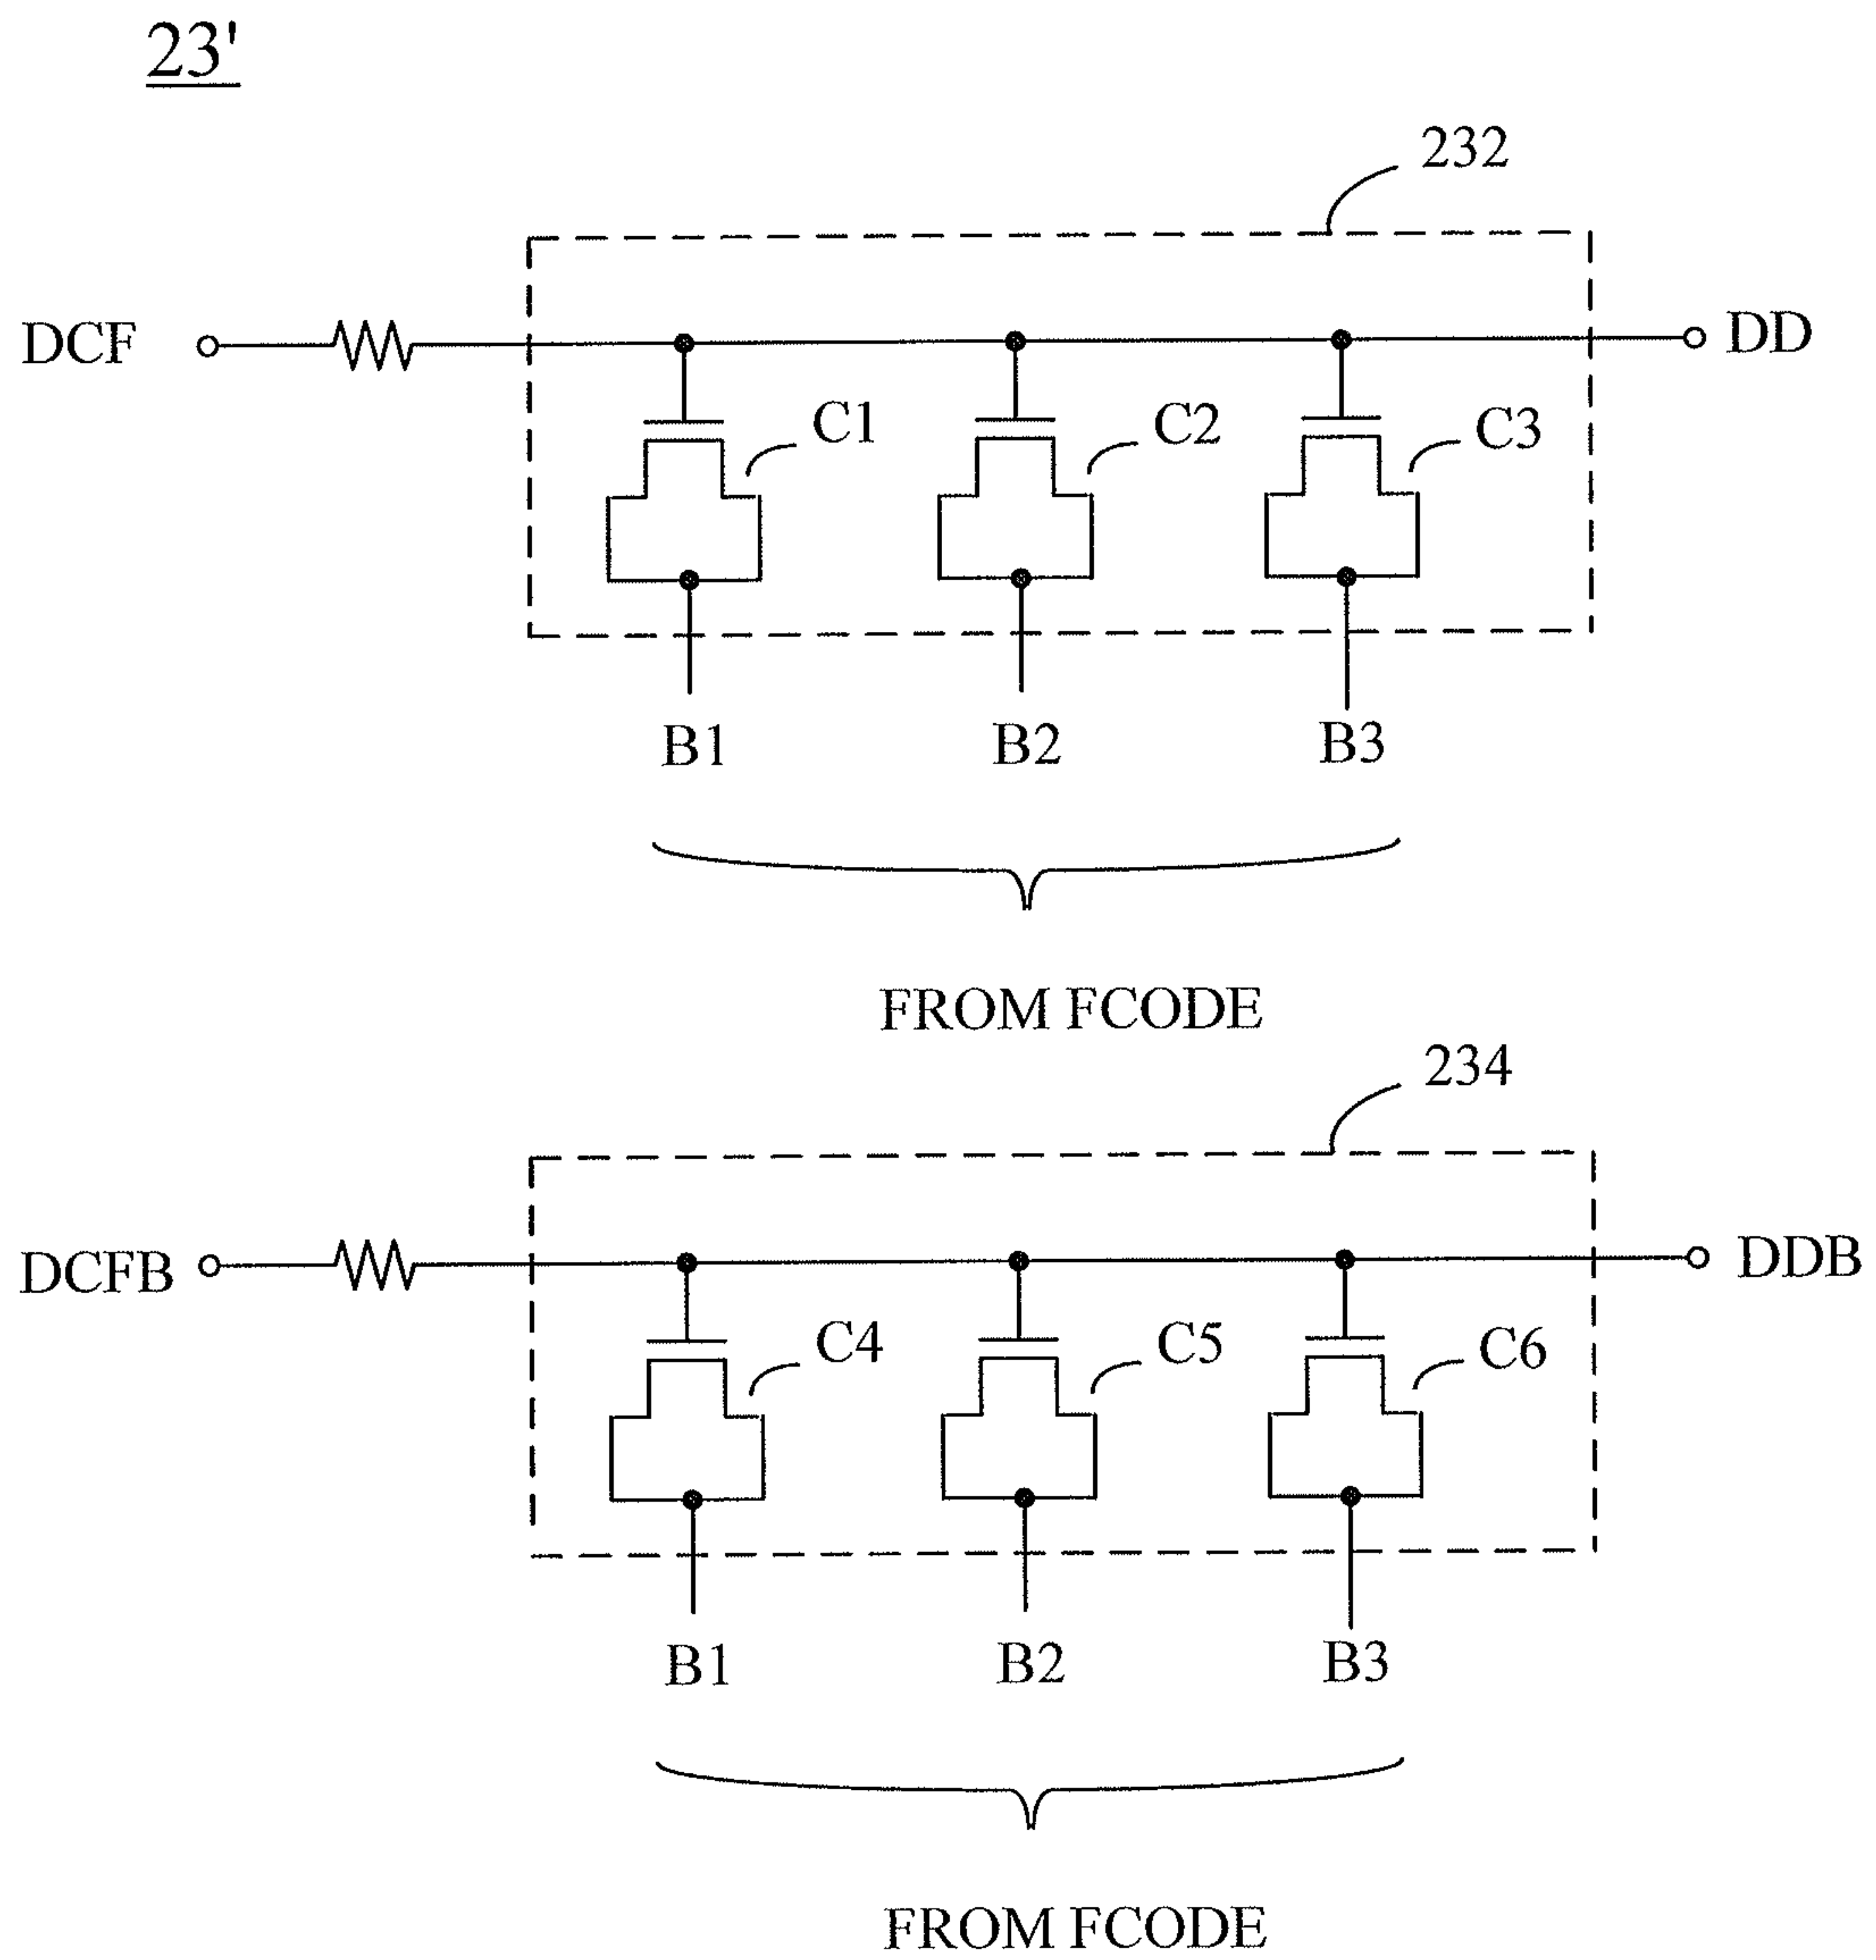 23'
232
DCF
DD
C1
C2
C3
B1
B2
B3
FROM FCODE
234
DCFB
DDB
C4
C5
C6
B1
B2
B3
FROM FCODE